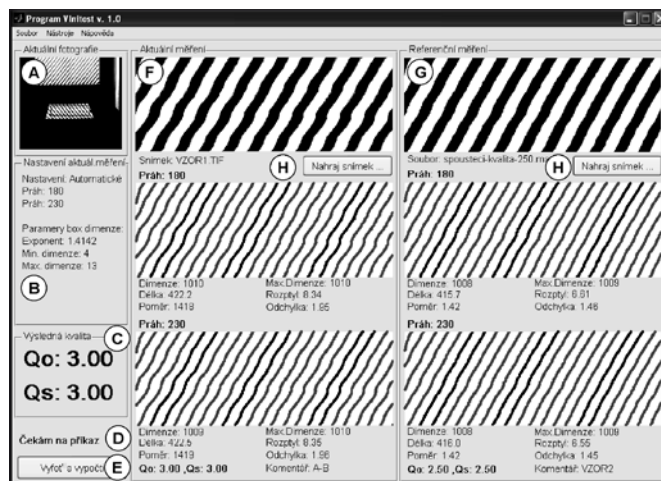 Program Vlnitest v. 1.0
Soubor Nástroje Nápověda
Aktuální fotografie
A
Nastavení aktuál.měření
Nastavení: Automatické
Práh: 180
Práh: 230
Paramery box dimenze:
Exponent: 1.4142
Min. dimenze: 4
Max. dimenze: 13
B
Výsledná kvalita
C
Qo: 3.00
Qs: 3.00
Čekám na příkaz
D
Vyfoť a vypoč
E
Aktuální měření
F
Snímek: VZOR1.TIF
H
Nahraj snímek ...
Práh: 180
Dimenze: 1010 Max.Dimenze: 1010
Délka: 422.2 Rozptyl: 8.34
Poměr: 1419 Odchylka: 1.95
Práh: 230
Dimenze: 1009 Max.Dimenze: 1010
Délka: 422.5 Rozptyl: 8.35
Poměr: 1419 Odchylka: 1.96
Qo: 3.00 ,Qs: 3.00 Komentář: A-B
Referenční měření
G
Soubor: spousteci-kvalita-250
H
Nahraj snímek ...
Práh: 180
Dimenze: 1008 Max.Dimenze: 1009
Délka: 415.7 Rozptyl: 6.61
Poměr: 1.42 Odchylka: 1.46
Práh: 230
Dimenze: 1008 Max.Dimenze: 1008
Délka: 416.0 Rozptyl: 6.55
Poměr: 1.42 Odchylka: 1.45
Qo: 2.50 ,Qs: 2.50 Komentář: VZOR2